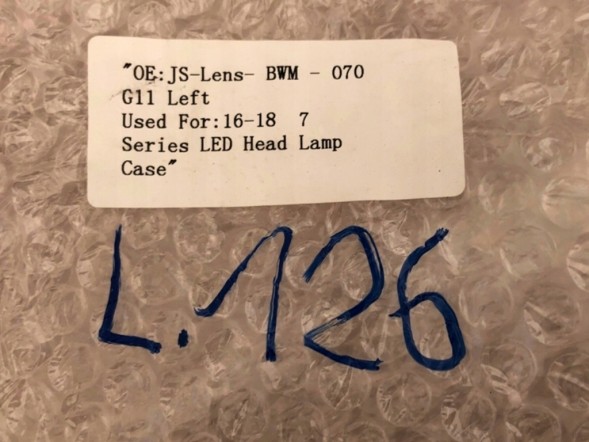 "OE:JS-Lens- BWM - 070
G11 Left
Used For:16-18  7
Series LED Head Lamp
Case"
L.126